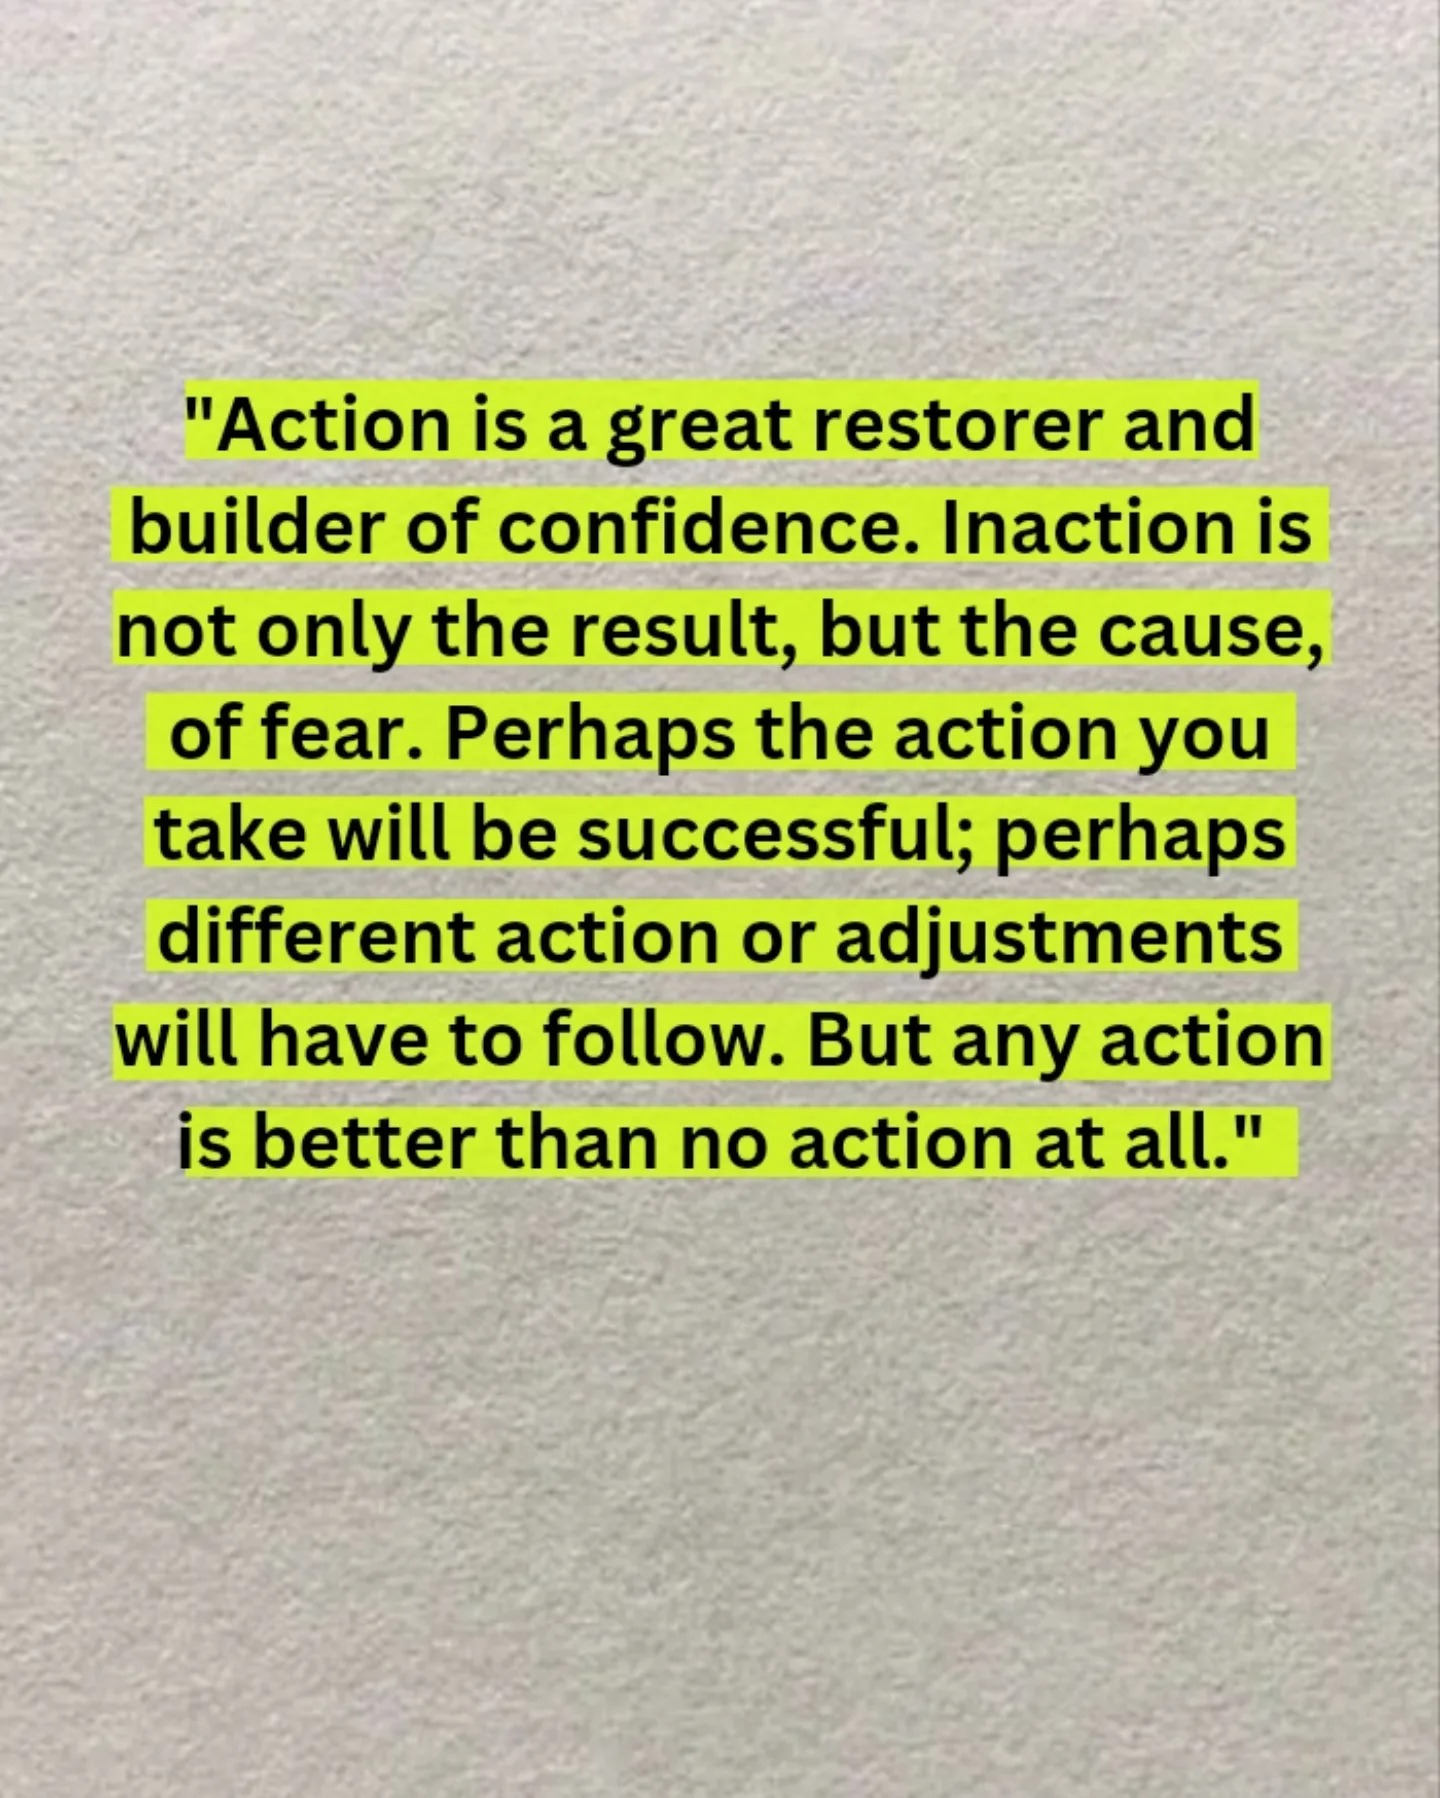 "Action is a great restorer and
builder of confidence. Inaction is
not only the result, but the cause,
of fear. Perhaps the action you
take will be successful; perhaps
different action or adjustments
will have to follow. But any action
is better than no action at all."